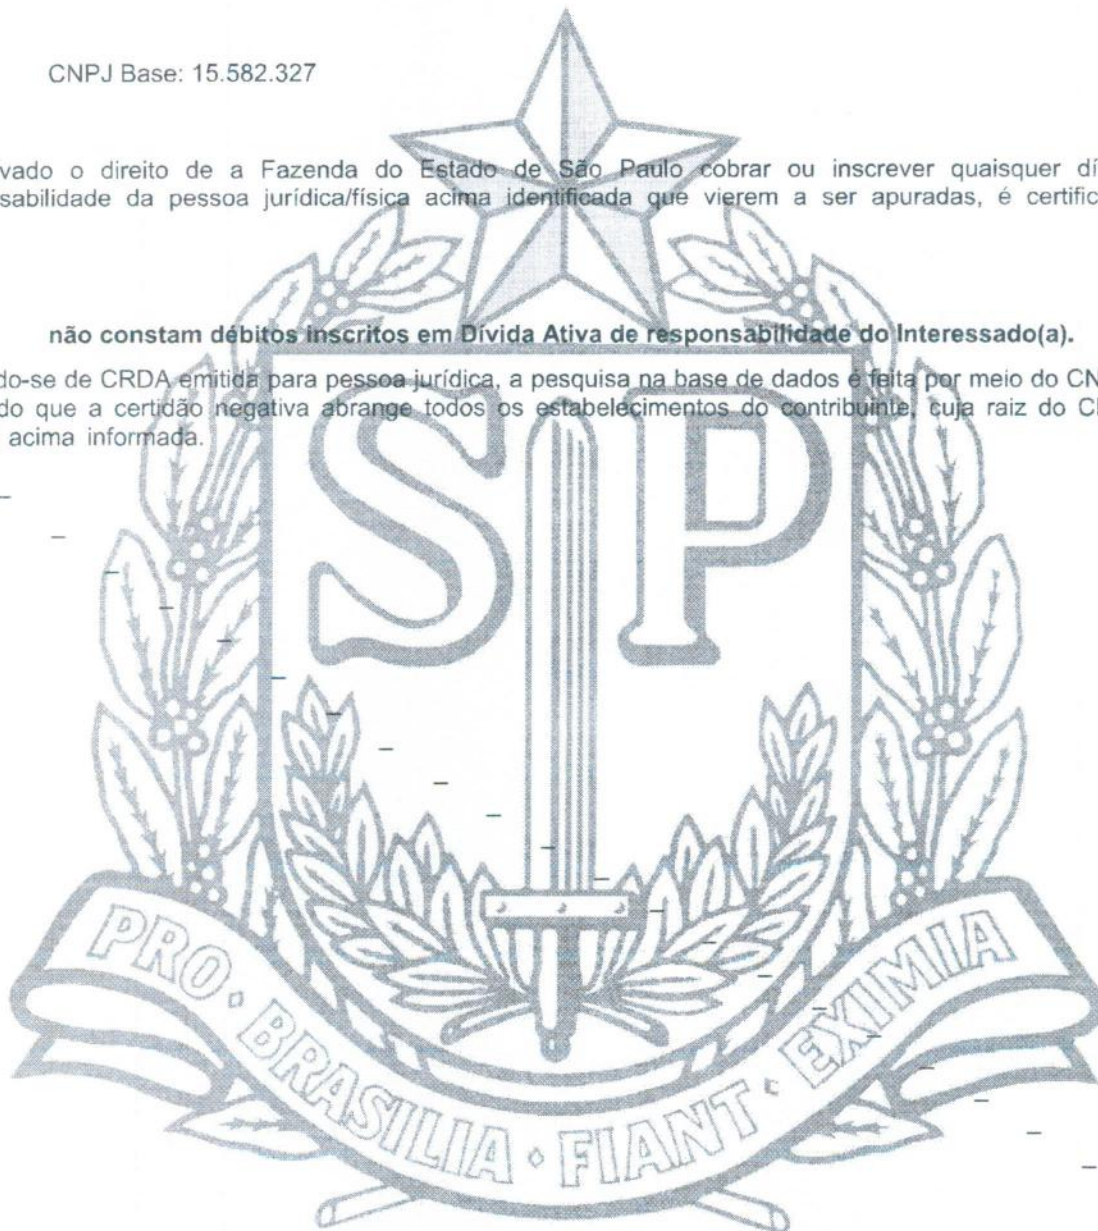 CNPJ Base: 15.582.327
vado o direito de a Fazenda do Estado de São Paulo cobrar ou inscrever quaisquer dí
sabilidade da pessoa jurídica/física acima identificada que vierem a ser apuradas, é certific
não constam débitos inscritos em Dívida Ativa de responsabilidade do Interessado(a).
do-se de CRDA emitida para pessoa jurídica, a pesquisa na base de dados é feita por meio do CN
do que a certidão negativa abrange todos os estabelecimentos do contribuinte, cuja raiz do C
acima informada.
SP
PRO BRASILIA FIANT EXIMIA